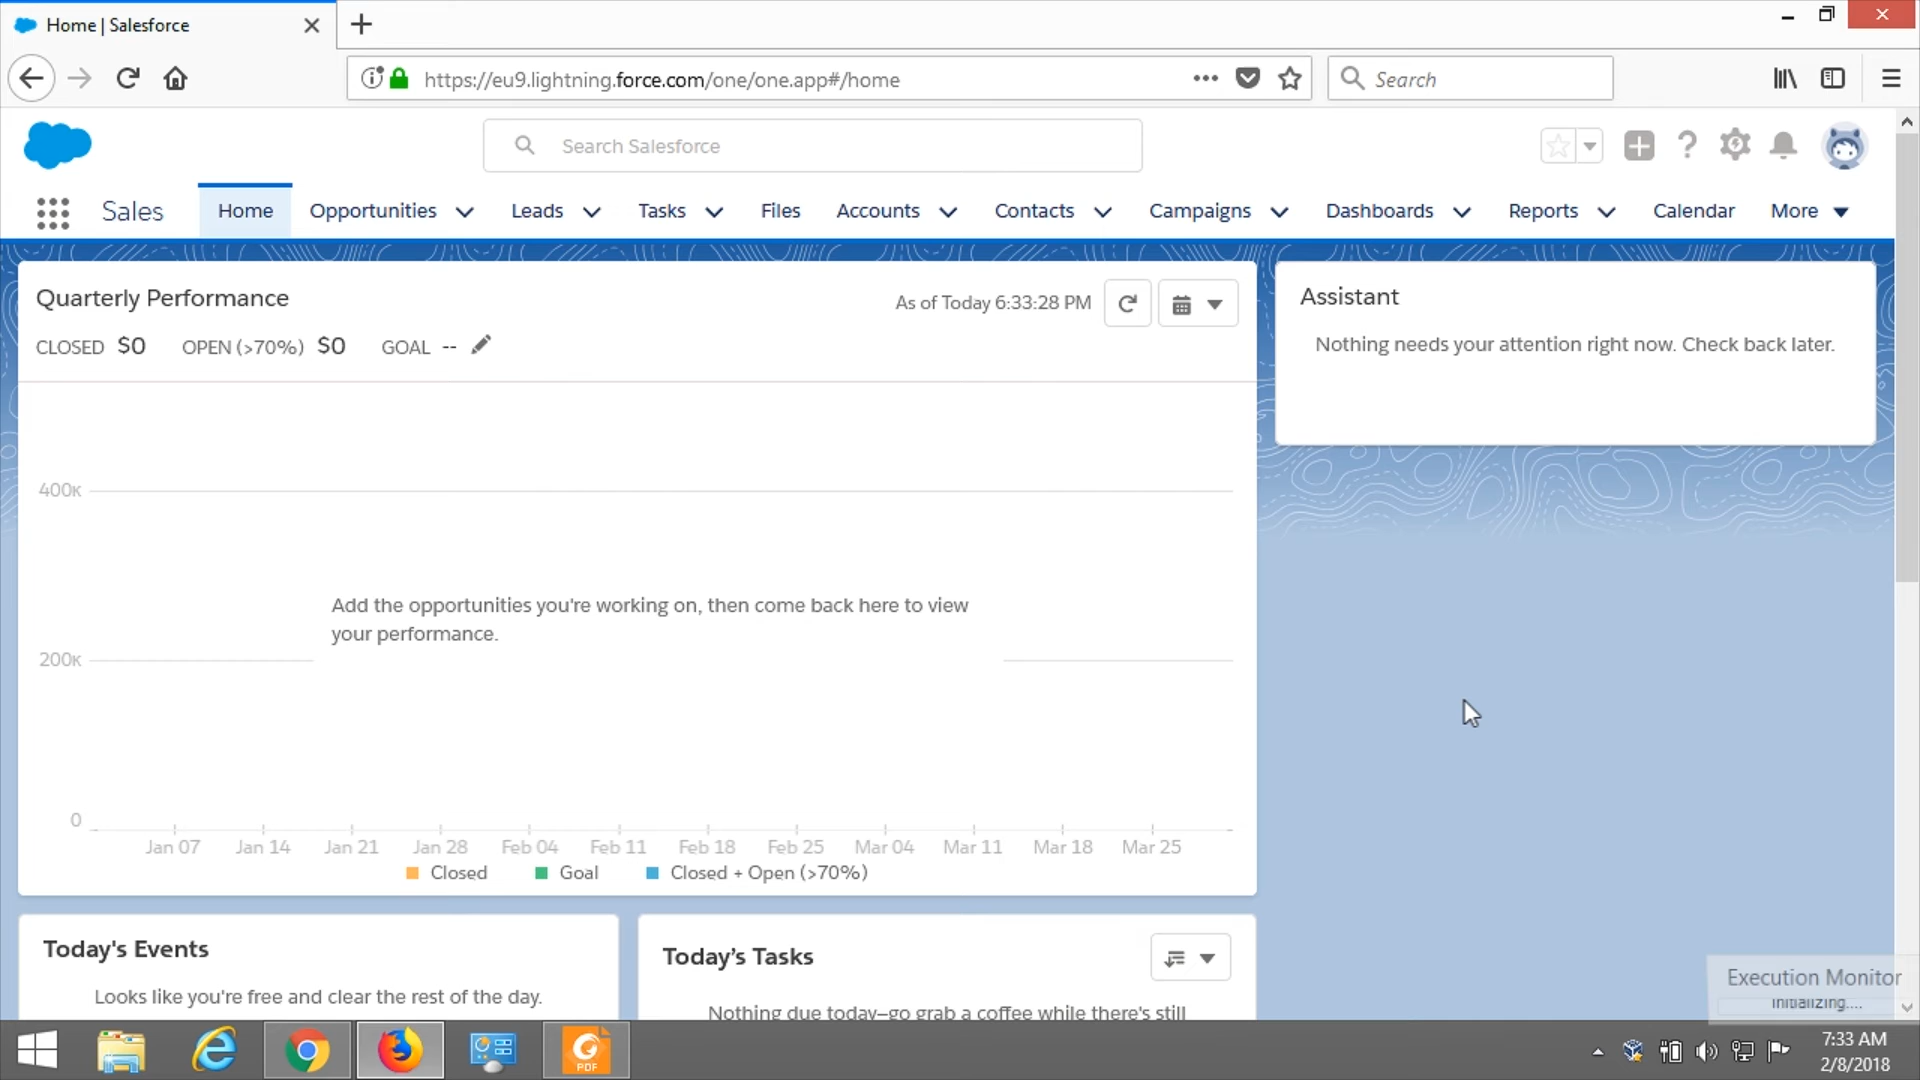 Home | Salesforce
https://eu9.lightning.force.com/one/one.app#/home
Search
Search Salesforce
Sales
Home
Opportunities
Leads
Tasks
Files
Accounts
Contacts
Campaigns
Dashboards
Reports
Calendar
More
Quarterly Performance
As of Today 6:33:28 PM
CLOSED $0 OPEN (>70%) $0 GOAL --
Assistant
Nothing needs your attention right now. Check back later.
400K
Add the opportunities you're working on, then come back here to view
your performance.
200K
0
Jan 07 Jan 14 Jan 21 Jan 28 Feb 04 Feb 11 Feb 18 Feb 25 Mar 04 Mar 11 Mar 18 Mar 25
Closed Goal Closed + Open (>70%)
Today's Events
Looks like you're free and clear the rest of the day.
Today’s Tasks
Nothing due today—go grab a coffee while there's still
Execution Monitor
Initializing....
PDF
7:33 AM
2/8/2018